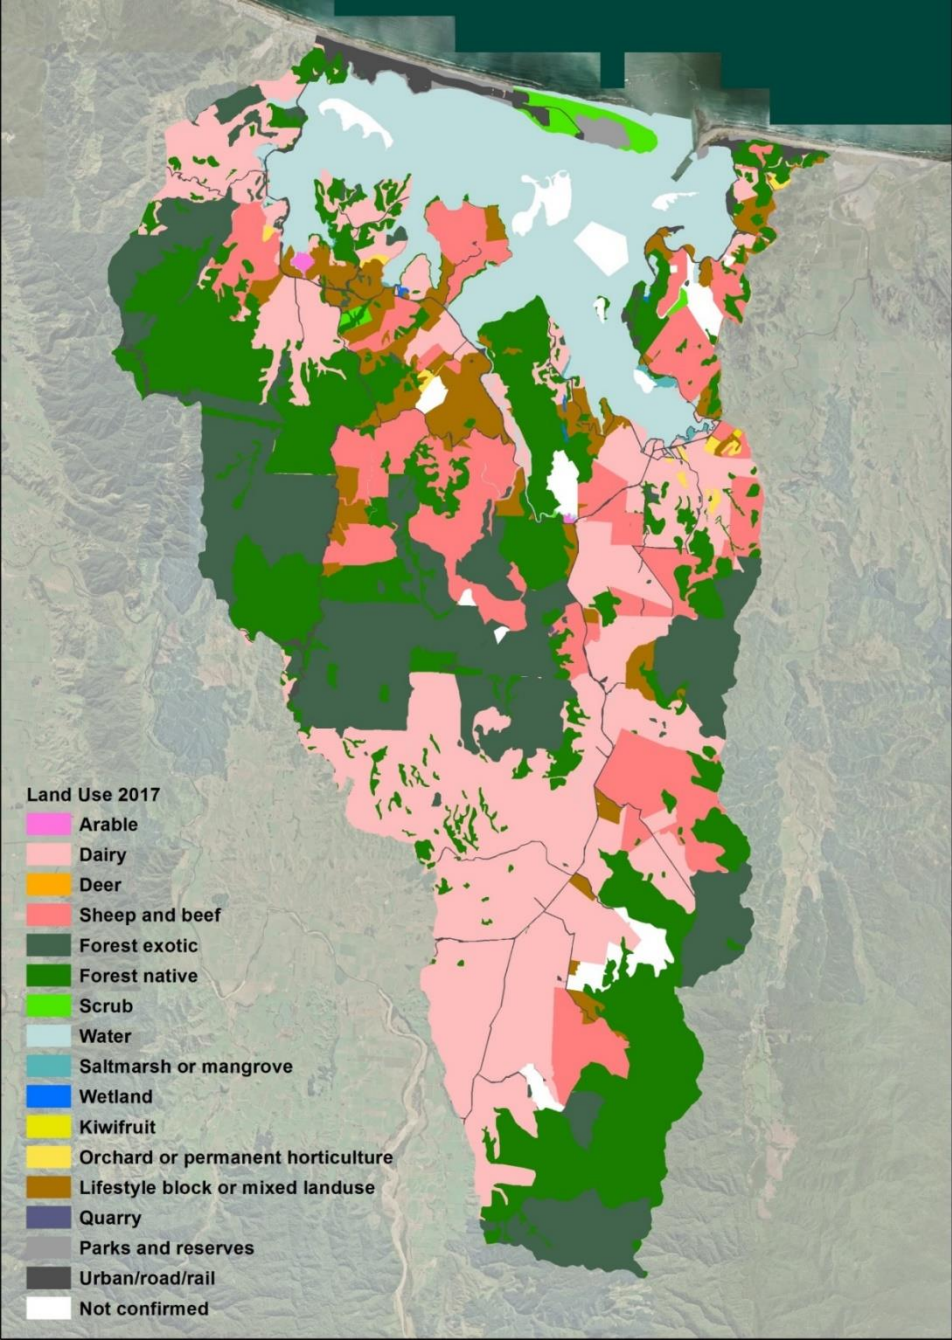 Land Use 2017
Arable
Dairy
Deer
Sheep and beef
Forest exotic
Forest native
Scrub
Water
Saltmarsh or mangrove
Wetland
Kiwifruit
Orchard or permanent horticulture
Lifestyle block or mixed landuse
Quarry
Parks and reserves
Urban/road/rail
Not confirmed